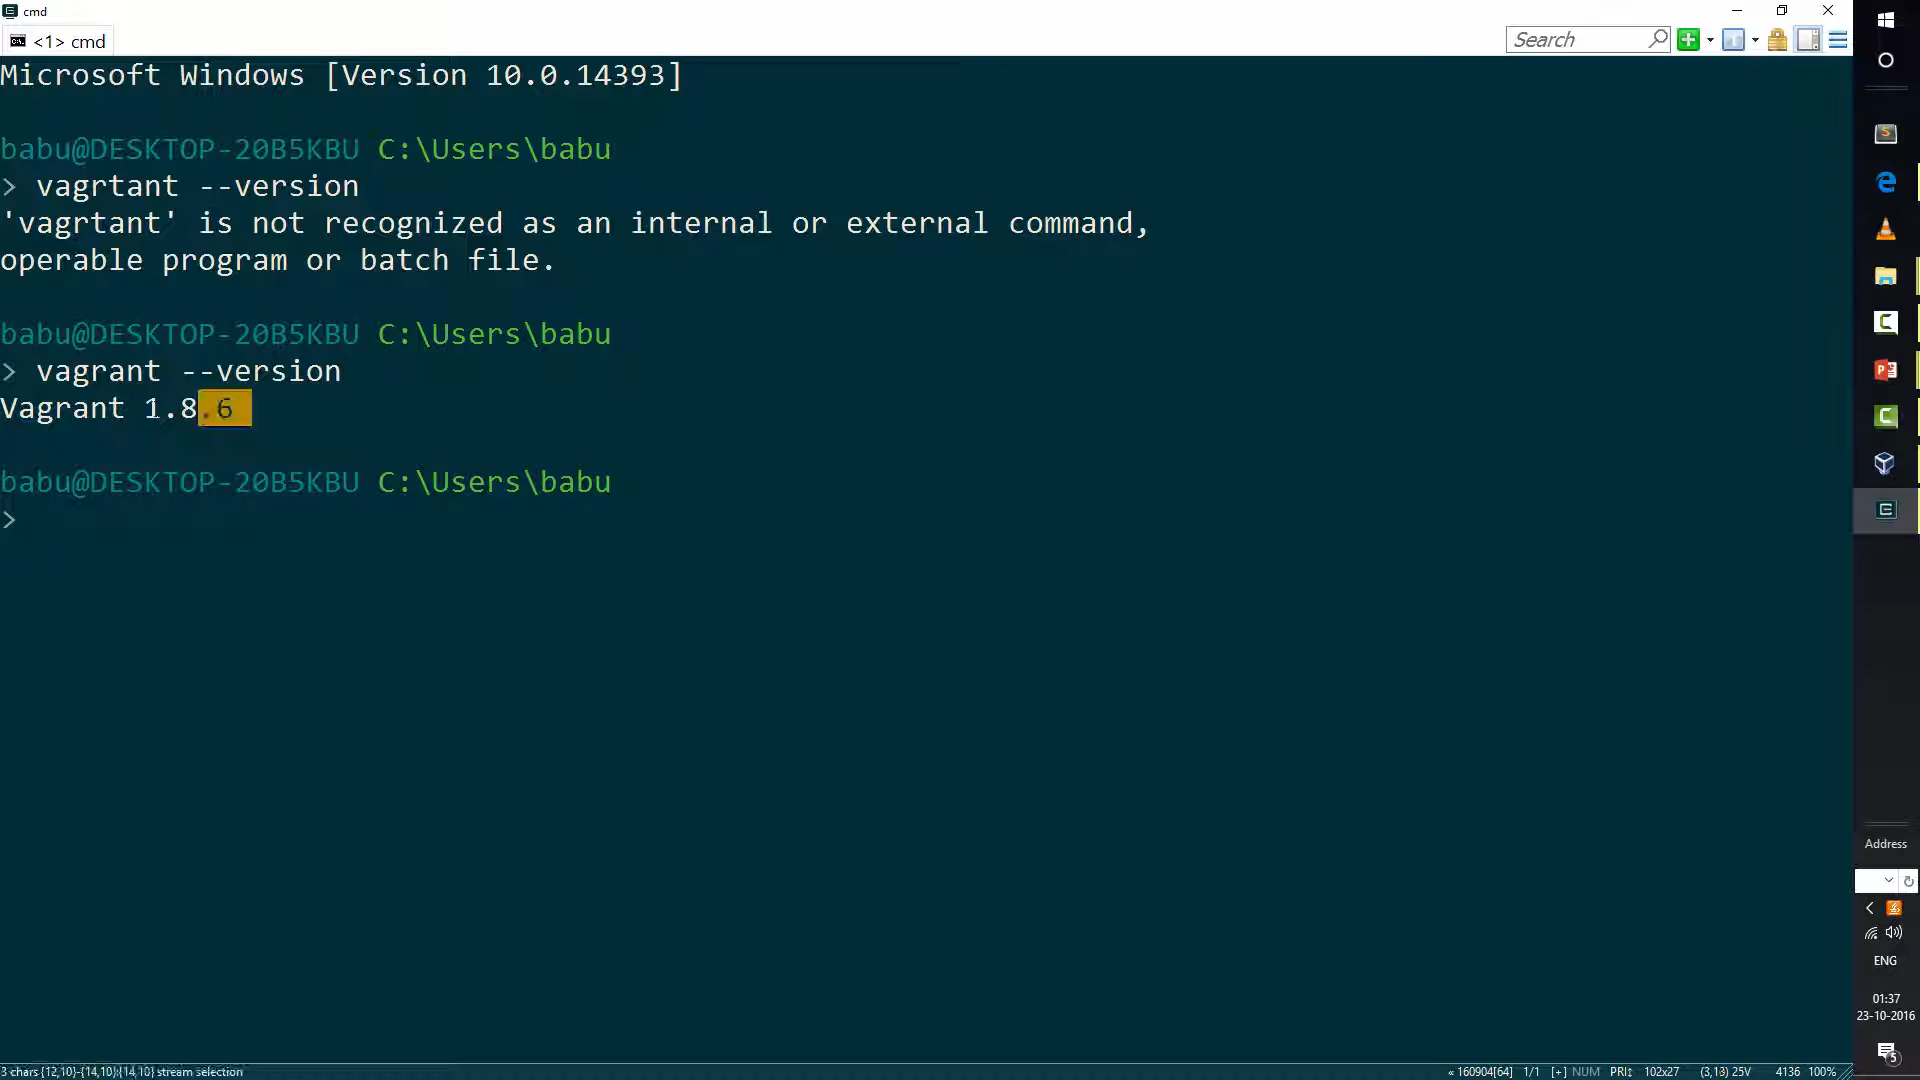 cmd
<1> cmd
Search
Microsoft Windows [Version 10.0.14393]
babu@DESKTOP-20B5KBU C:\Users\babu
> vagrtant --version
'vagrtant' is not recognized as an internal or external command,
operable program or batch file.
babu@DESKTOP-20B5KBU C:\Users\babu
> vagrant --version
Vagrant 1.8.6
babu@DESKTOP-20B5KBU C:\Users\babu
>
Address
ENG
01:37
23-10-2016
5
3 chars {12,10}-{14,10}:{14,10} stream selection
« 160904[64] 1/1 [+] NUM PRI↕ 102x27 (3,13) 25V 4136 100%